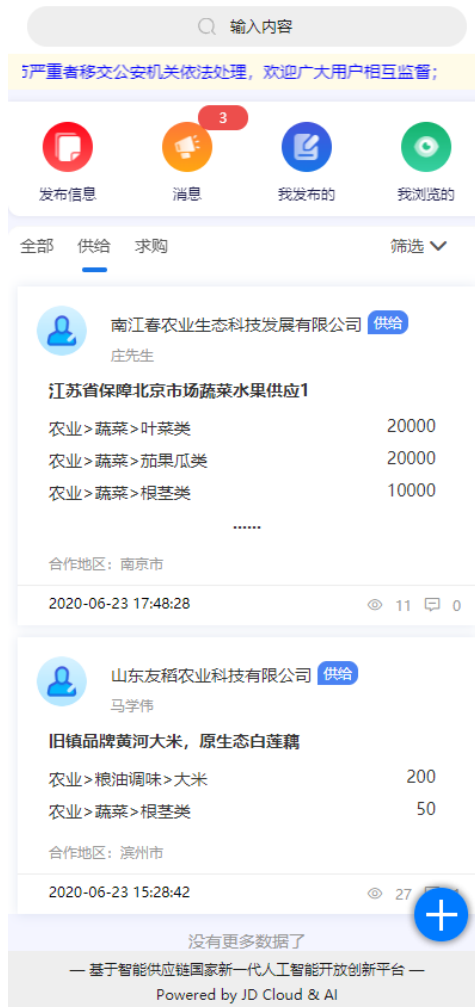 输入内容
严重者移交公安机关依法处理，欢迎广大用户相互监督；
3
发布信息 消息 我发布的 我浏览的
全部 供给 求购 筛选
南江春农业生态科技发展有限公司 供给
庄先生
江苏省保障北京市场蔬菜水果供应1
农业>蔬菜>叶菜类 20000
农业>蔬菜>茄果瓜类 20000
农业>蔬菜>根茎类 10000
......
合作地区：南京市
2020-06-23 17:48:28 11 0
山东友稻农业科技有限公司 供给
马学伟
旧镇品牌黄河大米，原生态白莲藕
农业>粮油调味>大米 200
农业>蔬菜>根茎类 50
合作地区：滨州市
2020-06-23 15:28:42 27
没有更多数据了
— 基于智能供应链国家新一代人工智能开放创新平台 —
Powered by JD Cloud & AI